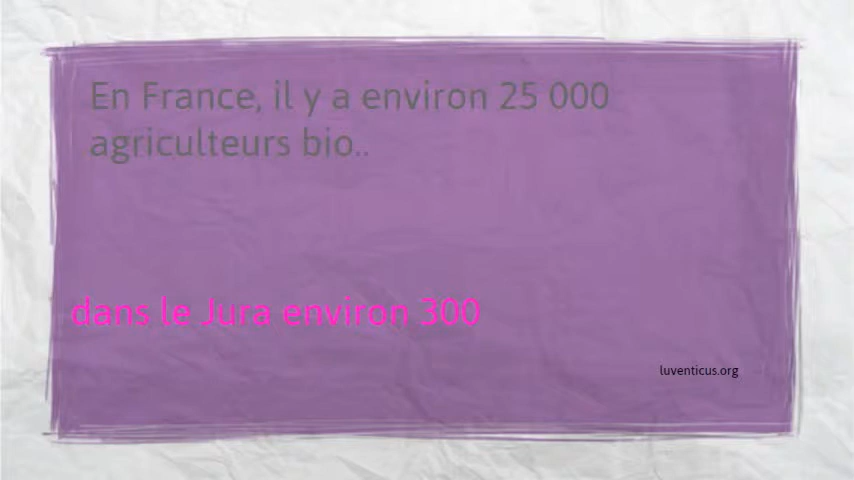 En France, il y a environ 25 000
agriculteurs bio..
dans le Jura environ 300
luventicus.org